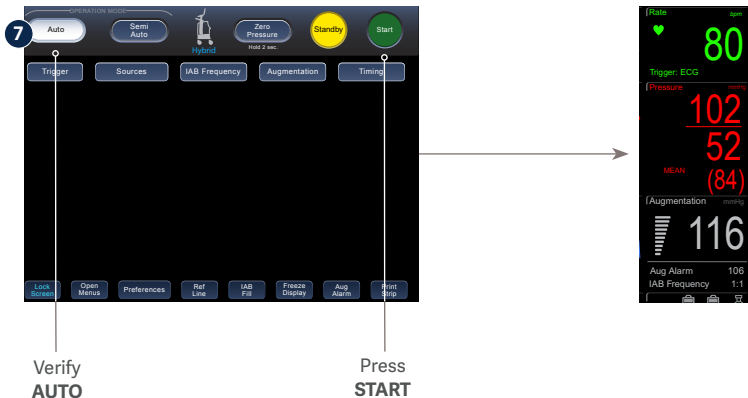 7
OPERATION MODE
Auto
Semi
Auto
Hybrid
Zero
Pressure
Hold 2 sec.
Standby
Start
Trigger
Sources
IAB Frequency
Augmentation
Timing
Lock
Screen
Open
Menus
Preferences
Ref
Line
IAB
Fill
Freeze
Display
Aug
Alarm
Print
Strip
Verify
AUTO
Press
START
Rate bpm
80
Trigger: ECG
Pressure mmHg
102
52
MEAN (84)
Augmentation mmHg
116
Aug Alarm 106
IAB Frequency 1:1